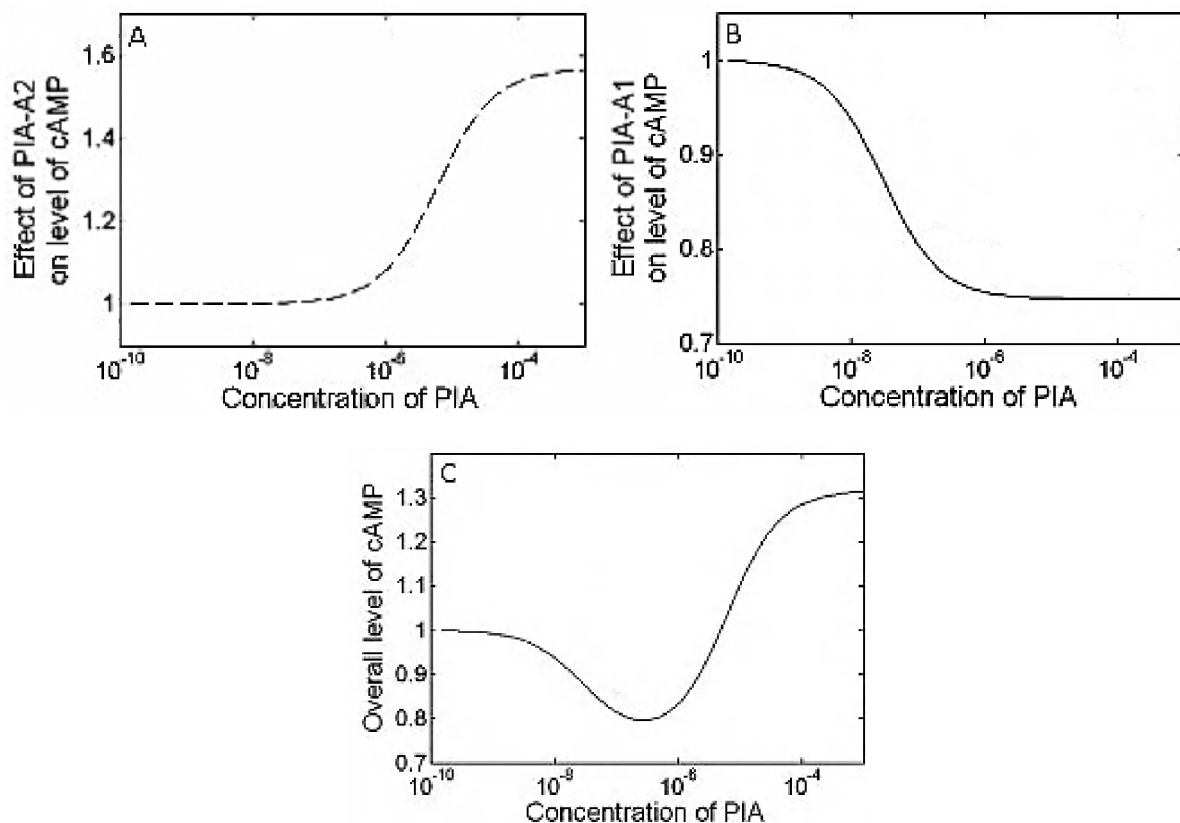 A
Effect of PIA-A2
on level of cAMP
1.6
1.4
1.2
1
10⁻¹⁰
10⁻⁸
10⁻⁶
10⁻⁴
Concentration of PIA
B
Effect of PIA-A1
on level of cAMP
1
0.9
0.8
0.7
10⁻¹⁰
10⁻⁸
10⁻⁶
10⁻⁴
Concentration of PIA
C
Overall level of cAMP
1.3
1.2
1.1
1
0.9
0.8
0.7
10⁻¹⁰
10⁻⁸
10⁻⁶
10⁻⁴
Concentration of PIA